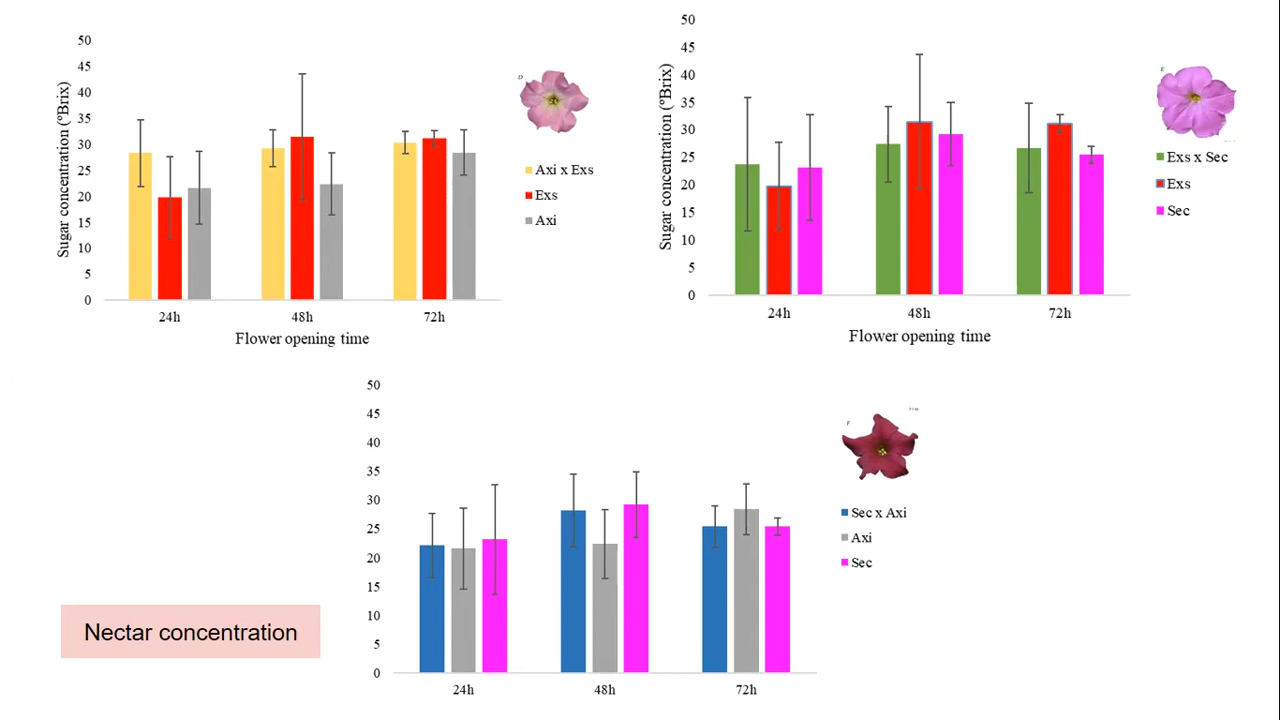 50
45
40
35
30
25
20
15
10
5
0
Sugar concentration (°Brix)
24h 48h 72h
Flower opening time
D
Axi x Exs
Exs
Axi
50
45
40
35
30
25
20
15
10
5
0
Sugar concentration (°Brix)
24h 48h 72h
Flower opening time
E
Exs x Sec
Exs
Sec
50
45
40
35
30
25
20
15
10
5
0
24h 48h 72h
F
Sec x Axi
Axi
Sec
Nectar concentration